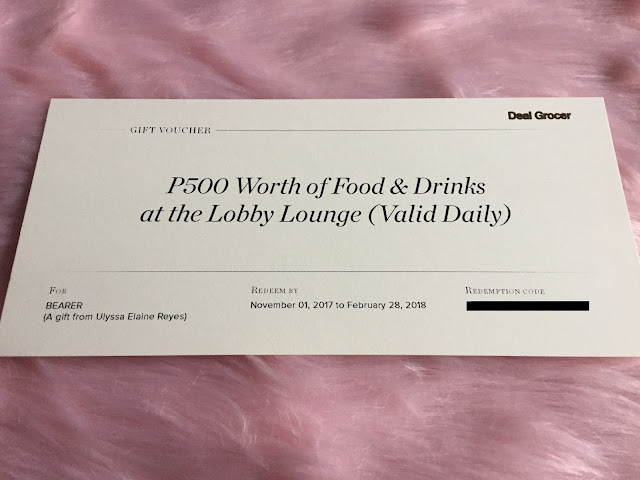 Deal Grocer
GIFT VOUCHER
P500 Worth of Food & Drinks
at the Lobby Lounge (Valid Daily)
FOR
BEARER
(A gift from Ulyssa Elaine Reyes)
REDEEM BY
November 01, 2017 to February 28, 2018
REDEMPTION CODE